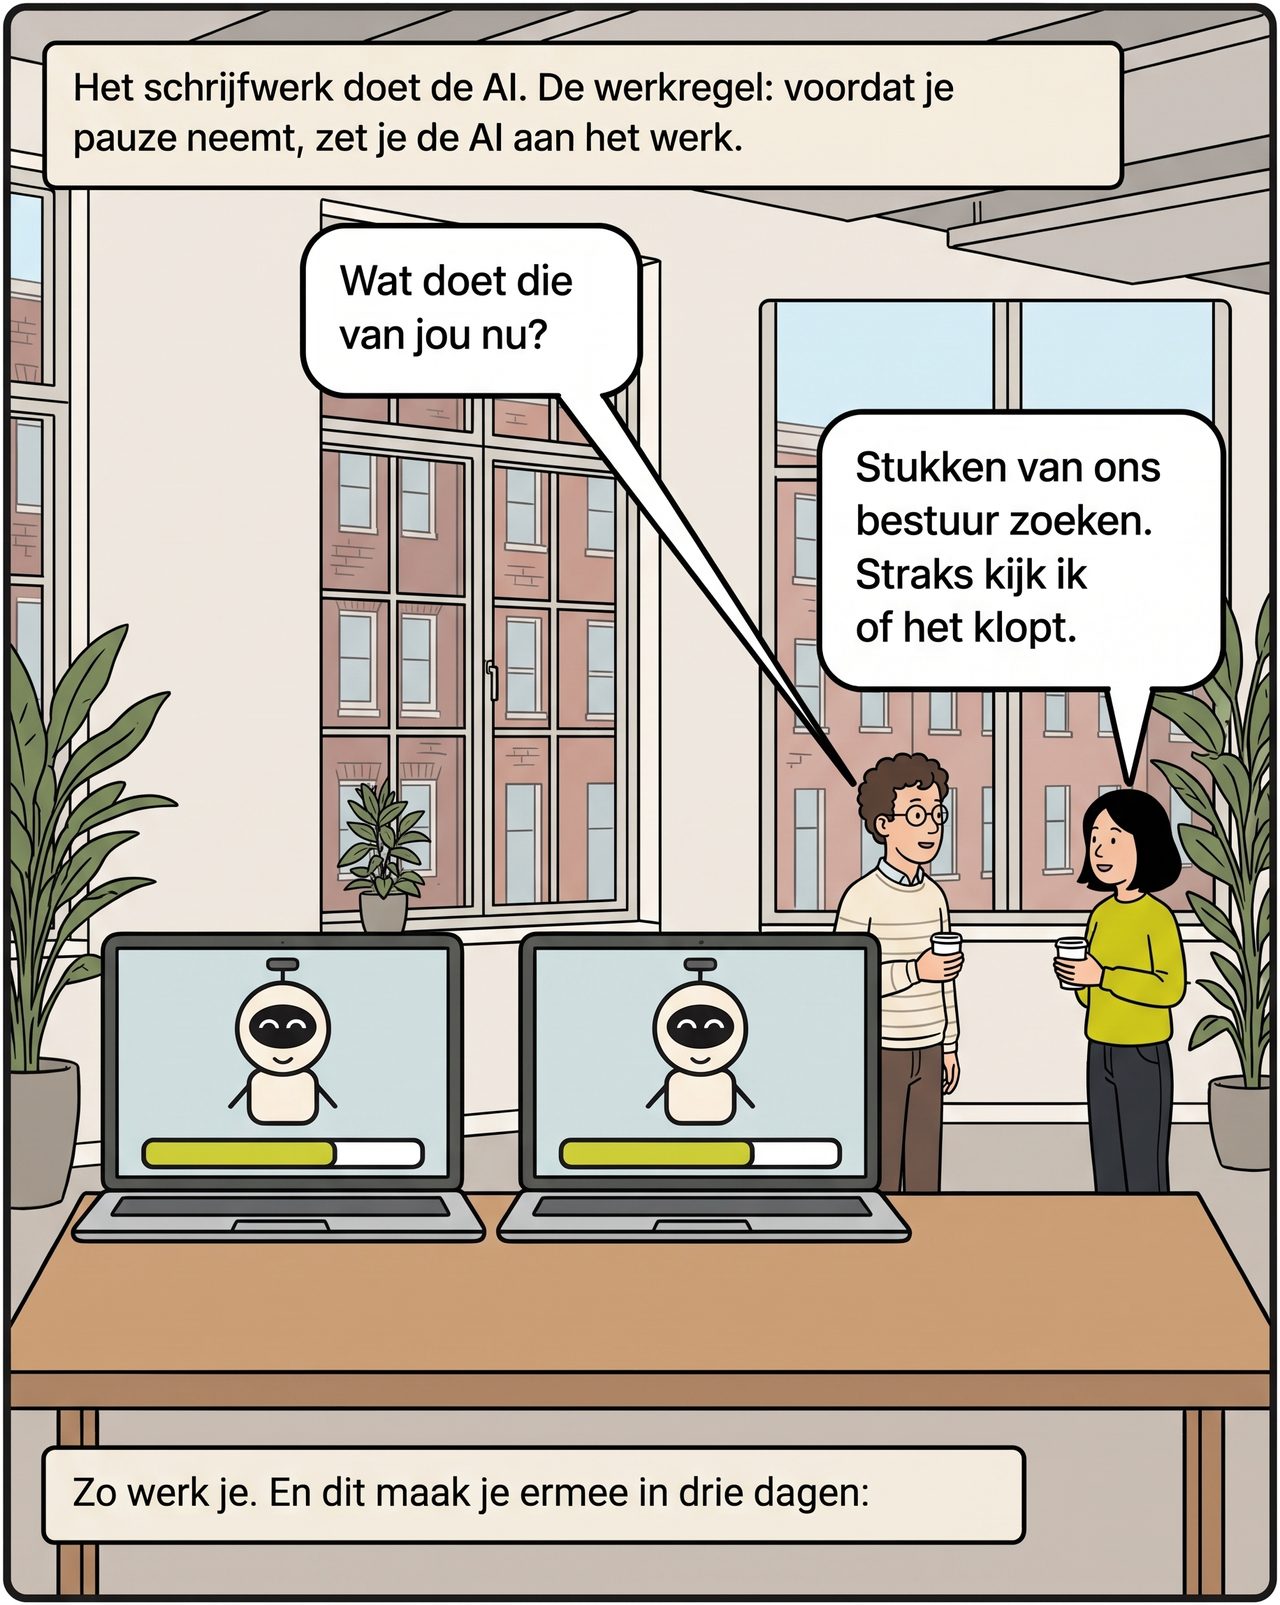 Het schrijfwerk doet de AI. De werkregel: voordat je
pauze neemt, zet je de AI aan het werk.
Wat doet die
van jou nu?
Stukken van ons
bestuur zoeken.
Straks kijk ik
of het klopt.
Zo werk je. En dit maak je ermee in drie dagen: